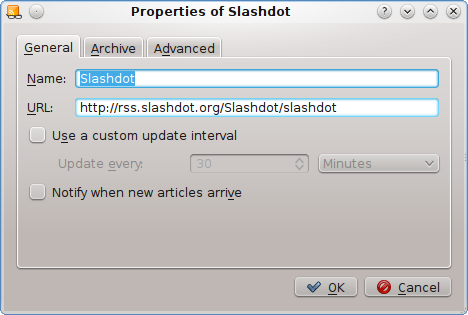 Properties of Slashdot
General Archive Advanced
Name: Slashdot
URL: http://rss.slashdot.org/Slashdot/slashdot
Use a custom update interval
Update every: 30 Minutes
Notify when new articles arrive
OK Cancel